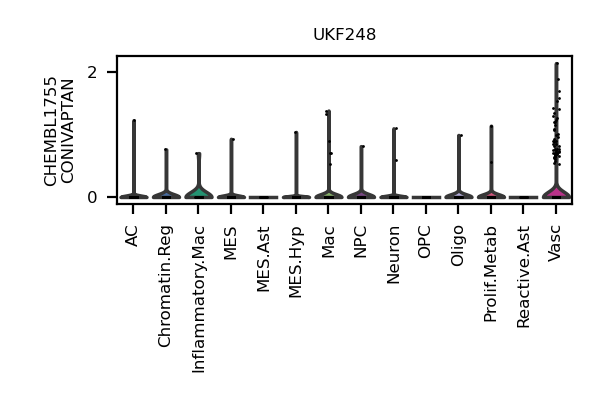 UKF248
CHEMBL1755
CONIVAPTAN
2
0
AC
Chromatin.Reg
Inflammatory.Mac
MES
MES.Ast
MES.Hyp
Mac
NPC
Neuron
OPC
Oligo
Prolif.Metab
Reactive.Ast
Vasc